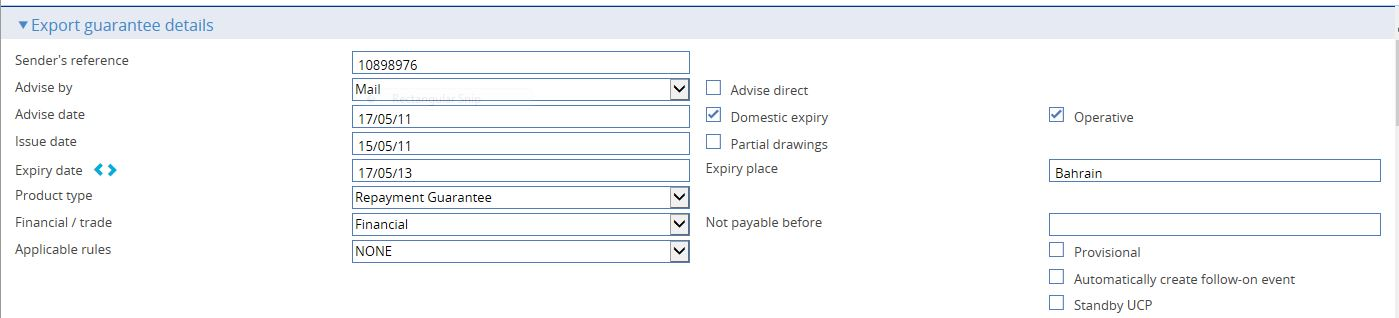 Export guarantee details
Sender's reference 10898976
Advise by Mail Advise direct
Rectangular Snip
Advise date 17/05/11 Domestic expiry Operative
Issue date 15/05/11 Partial drawings
Expiry date 17/05/13 Expiry place Bahrain
Product type Repayment Guarantee
Financial / trade Financial Not payable before
Applicable rules NONE Provisional
Automatically create follow-on event
Standby UCP